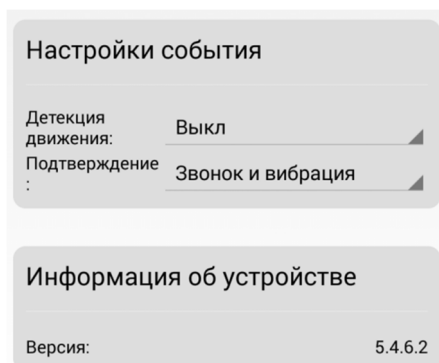 Настройки события
Детекция
движения:
Выкл
Подтверждение
:
Звонок и вибрация
Информация об устройстве
Версия: 5.4.6.2